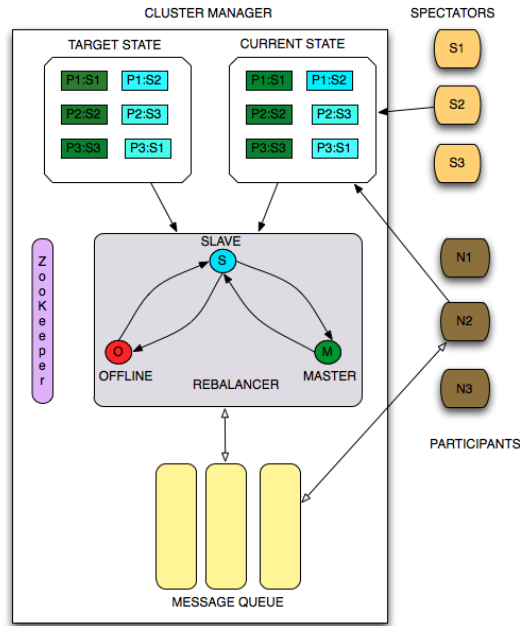 CLUSTER MANAGER
SPECTATORS
TARGET STATE
CURRENT STATE
P1:S1 P1:S2
P2:S2 P2:S3
P3:S3 P3:S1
P1:S1 P1:S2
P2:S2 P2:S3
P3:S3 P3:S1
S1
S2
S3
ZooKeeper
SLAVE
S
O
M
OFFLINE
MASTER
REBALANCER
N1
N2
N3
PARTICIPANTS
MESSAGE QUEUE